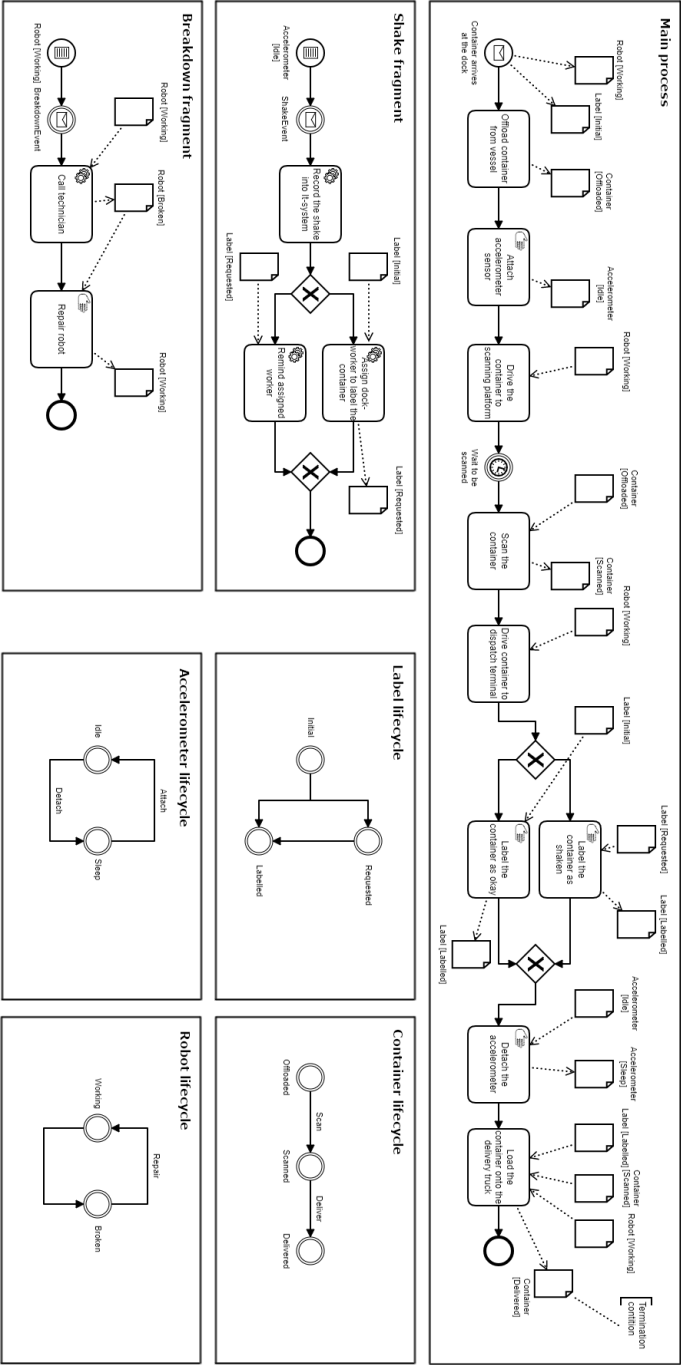 Main process
Container arrives
at the dock
Robot [Working]
Label [Initial]
Offload container
from vessel
Container
[Offloaded]
Attach
accelerometer
sensor
Accelerometer
[Idle]
Drive the
container to
scanning platform
Robot [Working]
Wait to be
scanned
Container
[Offloaded]
Scan the
container
Container
[Scanned]
Robot [Working]
Drive container to
dispatch terminal
Label [Initial]
Label the
container as
shaken
Label [Requested]
Label [Labelled]
Label the
container as okay
Label [Labelled]
Accelerometer
[Idle]
Detach the
accelerometer
Accelerometer
[Sleep]
Label [Labelled]
Container
[Scanned]
Robot [Working]
Load the
container onto the
delivery truck
Container
[Delivered]
Termination
contition
Shake fragment
Accelerometer
[Idle]
ShakeEvent
Record the shake
into it-system
Label [Initial]
Label [Requested]
Assign dock-
worker to label the
container
Remind assigned
worker
Label [Requested]
Label lifecycle
Initial
Requested
Labelled
Container lifecycle
Offloaded
Scan
Scanned
Deliver
Delivered
Breakdown fragment
Robot [Working]
BreakdownEvent
Robot [Working]
Call technician
Robot [Broken]
Repair robot
Robot [Working]
Accelerometer lifecycle
Idle
Attach
Detach
Sleep
Robot lifecycle
Working
Repair
Broken